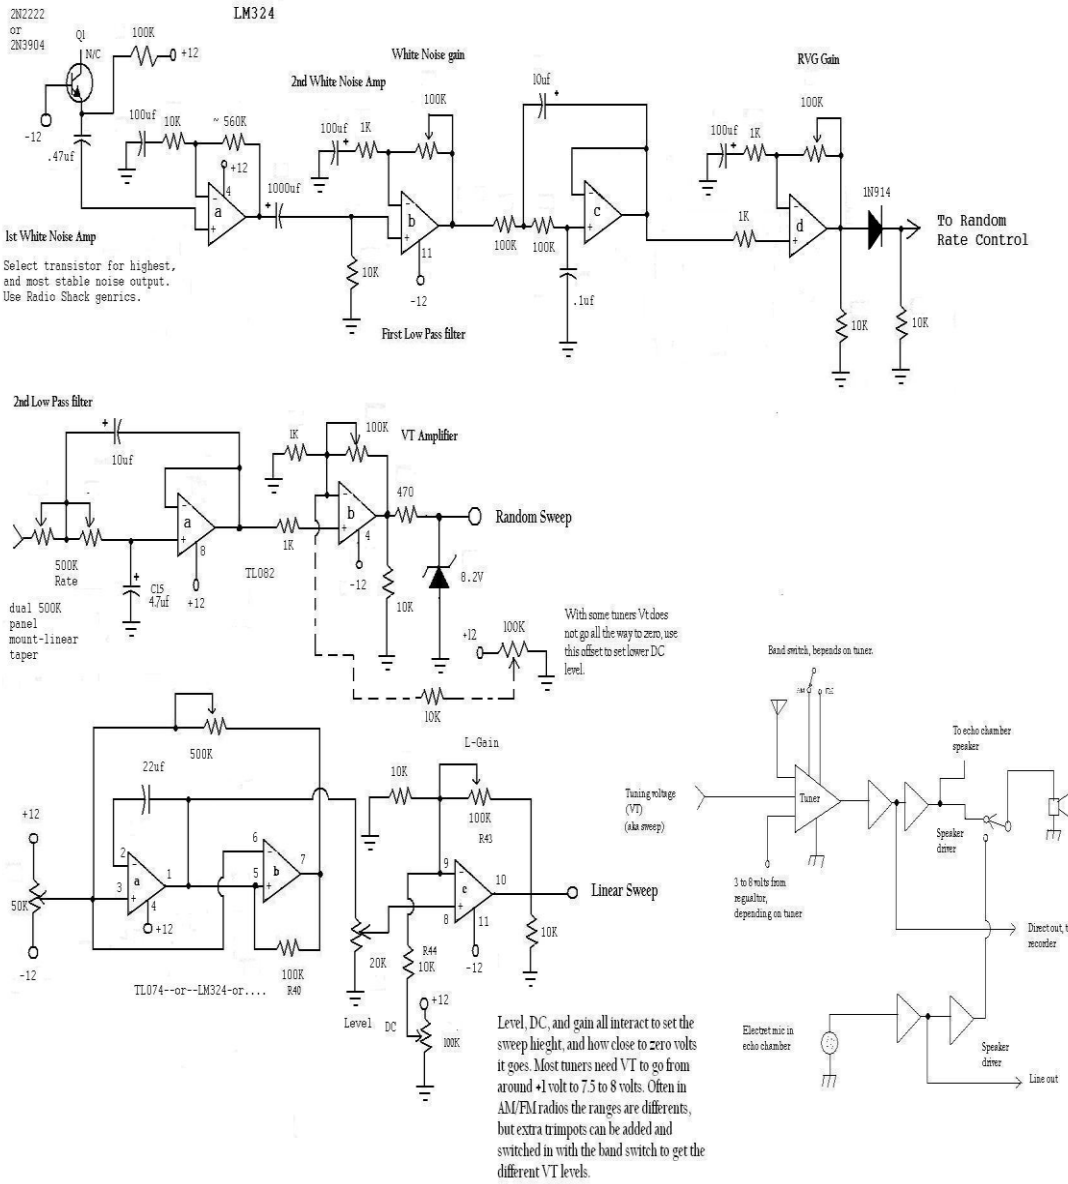 2N2222
or
2N3904
LM324
Q1
N/C
100K
+12
-12
.47uf
100uf
10K
~ 560K
+12
4
a
1000uf
+
1st White Noise Amp
Select transistor for highest,
and most stable noise output.
Use Radio Shack genrics.
2nd White Noise Amp
White Noise gain
100K
100uf
+
1K
b
11
-12
10K
First Low Pass filter
10uf
+
100K
100K
c
.1uf
RVG Gain
100K
100uf
+
1K
1K
d
1N914
10K
10K
To Random
Rate Control
2nd Low Pass filter
+
10uf
500K
Rate
dual 500K
panel
mount-linear
taper
+
C15
4.7uf
a
8
+12
TL082
1K
1K
100K
VT Amplifier
b
4
-12
470
10K
8.2V
Random Sweep
+12
100K
10K
With some tuners Vt does
not go all the way to zero, use
this offset to set lower DC
level.
500K
22uf
+12
50K
-12
2
3
a
1
4
+12
6
5
b
7
100K
R40
TL074--or--LM324-or....
L-Gain
10K
100K
R43
9
8
e
10
11
-12
20K
Level
R44
10K
DC
+12
100K
10K
Linear Sweep
Level, DC, and gain all interact to set the
sweep hieght, and how close to zero volts
it goes. Most tuners need VT to go from
around +1 volt to 7.5 to 8 volts. Often in
AM/FM radios the ranges are differents,
but extra trimpots can be added and
switched in with the band switch to get the
different VT levels.
Band switch, bepends on tuner.
Tuning voltage
(VT)
(aka sweep)
Tuner
3 to 8 volts from
regualtor,
depending on tuner
To echo chamber
speaker
Speaker
driver
Direct out, t
recorder
Electret mic in
echo chamber
Speaker
driver
Line out